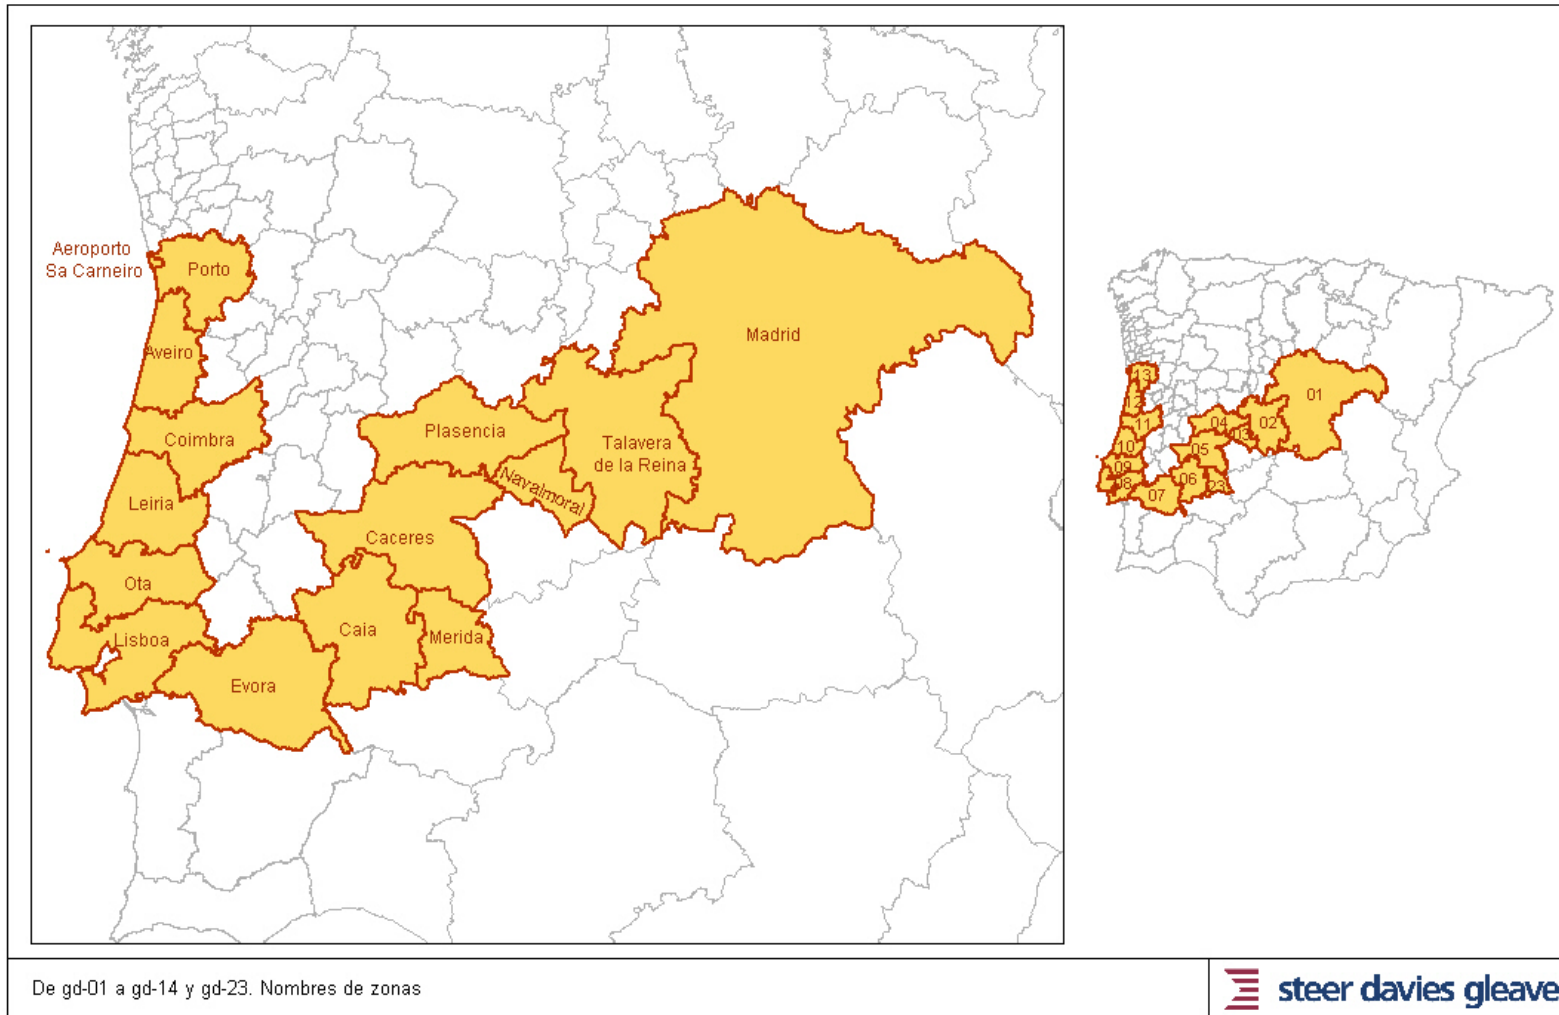 Aeroporto
Sa Carneiro
Porto
Madrid
Aveiro
Plasencia
Coimbra
Talavera
de la Reina
Navalmoral
Leiria
Caceres
Ota
Caia
Merida
Lisboa
Evora
13
12
01
11
04
02
03
10
05
09
06
08
23
07
De gd-01 a gd-14 y gd-23. Nombres de zonas
steer davies gleave